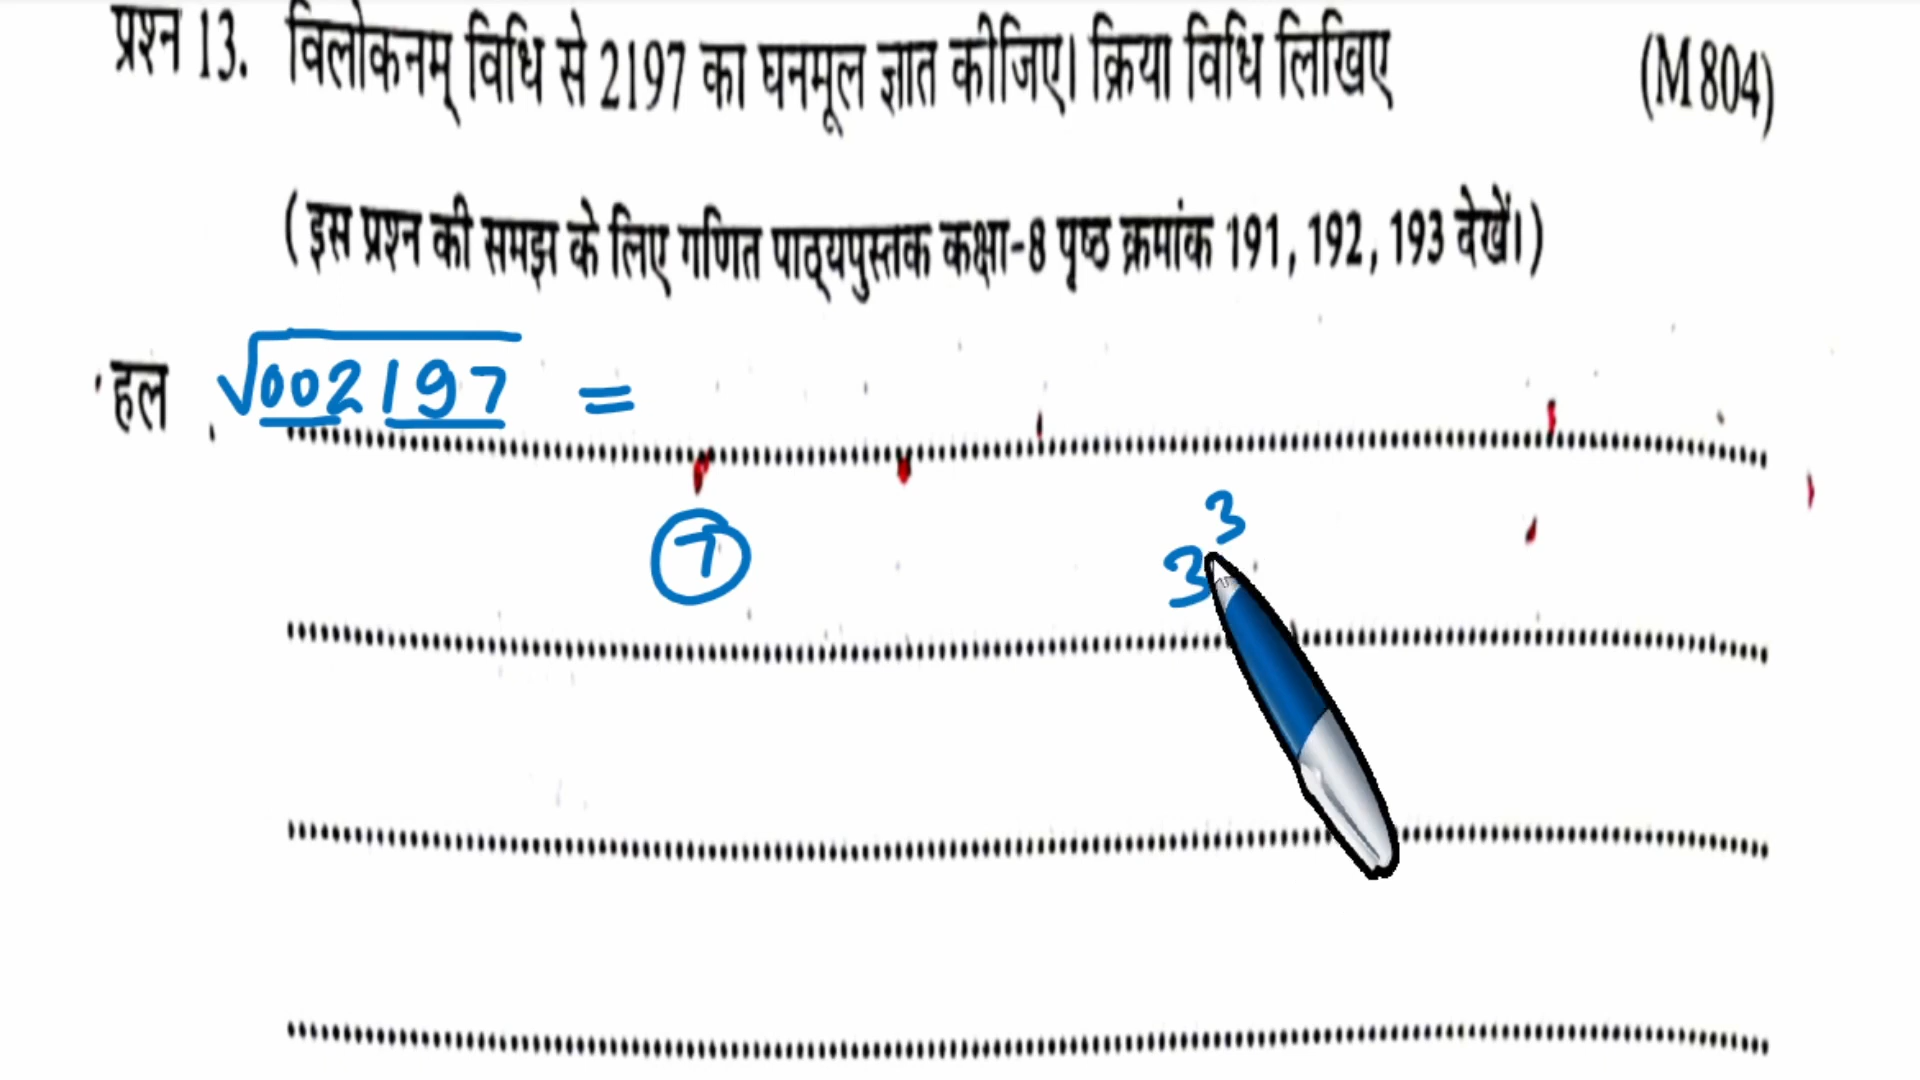 प्रश्न 13. विलोकनम् विधि से 2197 का घनमूल ज्ञात कीजिए। क्रिया विधि लिखिए (M 804)
( इस प्रश्न की समझ के लिए गणित पाठ्यपुस्तक कक्षा-8 पृष्ठ क्रमांक 191, 192, 193 देखें। )
हल √002197 =
7 3³